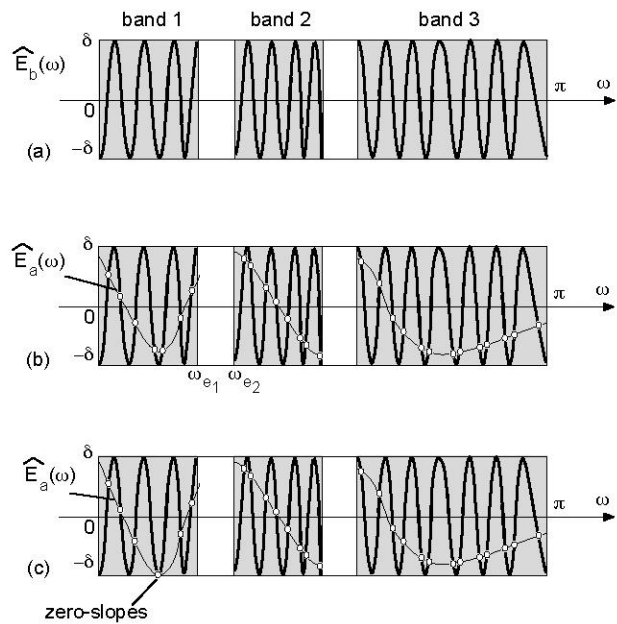 band 1 band 2 band 3
δ
Ê_b(ω)
π ω
0
−δ
(a)
δ
Ê_a(ω)
π ω
0
−δ
(b)
ω_e₁ ω_e₂
δ
Ê_a(ω)
π ω
0
−δ
(c)
zero-slopes